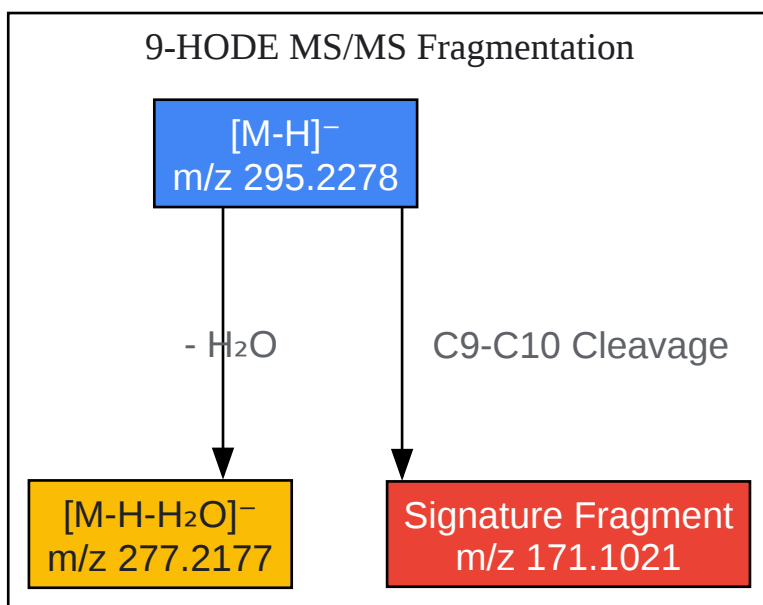 9-HODE MS/MS Fragmentation
[M-H]⁻
m/z 295.2278
- H₂O
C9-C10 Cleavage
[M-H-H₂O]⁻
m/z 277.2177
Signature Fragment
m/z 171.1021